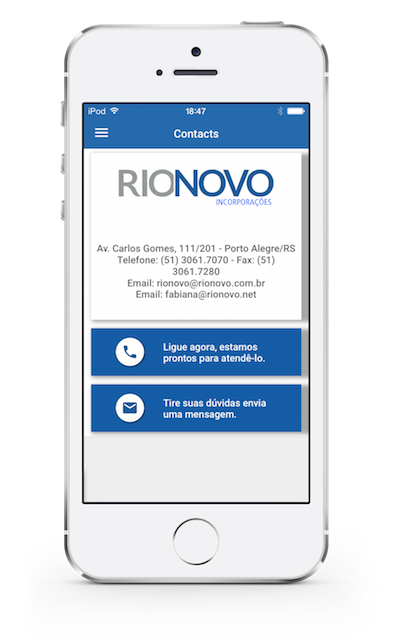 iPod 18:47
Contacts
RIONOVO
INCORPORAÇÕES
Av. Carlos Gomes, 111/201 - Porto Alegre/RS
Telefone: (51) 3061.7070 - Fax: (51)
3061.7280
Email: rionovo@rionovo.com.br
Email: fabiana@rionovo.net
Ligue agora, estamos
prontos para atendê-lo.
Tire suas dúvidas envia
uma mensagem.